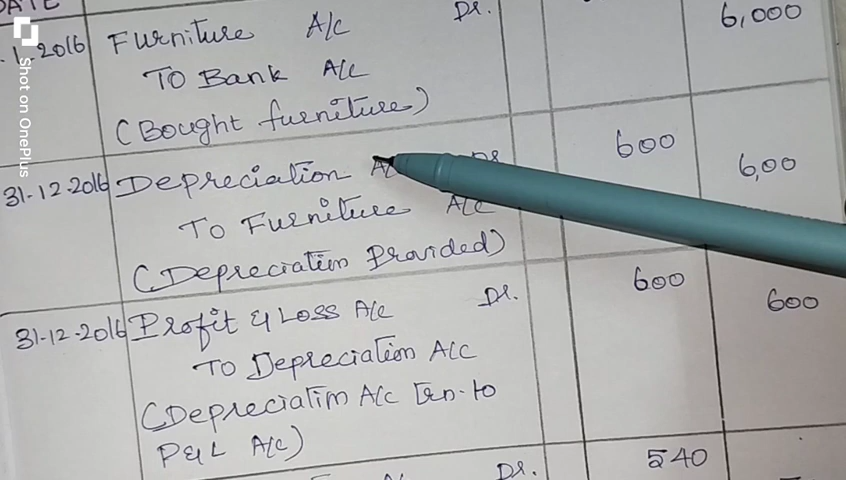 DATE
.1.2016 Furniture A/c Dr.
To Bank A/c 6,000
(Bought furniture)
31-12-2016 Depreciation Dr. 600
To Furniture A/c 6,00
(Depreciation Provided)
31-12-2016 Profit & Loss A/c Dr. 600
To Depreciation A/c 600
(Depreciatim A/c to
P&L A/c)
Dr. 540
Shot on OnePlus